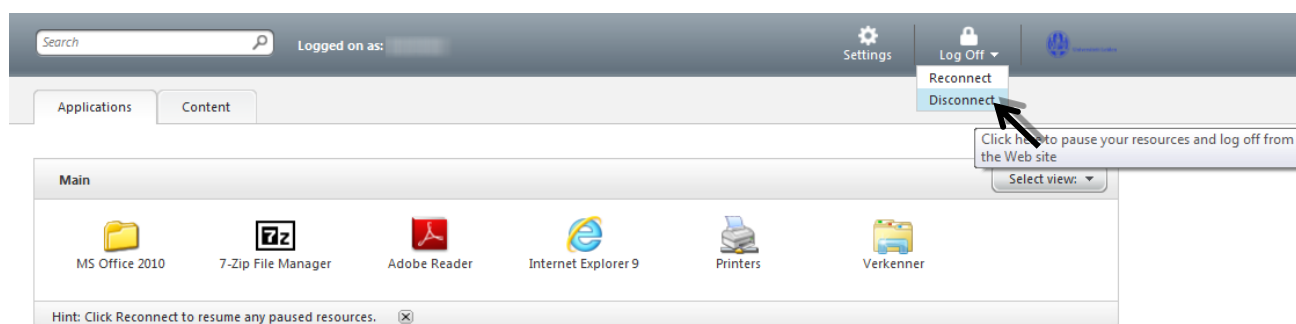 Search
Logged on as:
Settings
Log Off
Reconnect
Disconnect
Applications
Content
Click here to pause your resources and log off from
the Web site
Main
Select view:
7z
MS Office 2010
7-Zip File Manager
Adobe Reader
Internet Explorer 9
Printers
Verkenner
Hint: Click Reconnect to resume any paused resources.